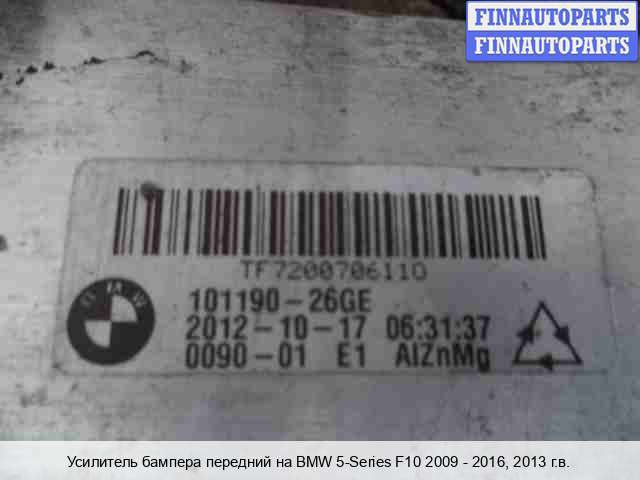 FINNAUTOPARTS
FINNAUTOPARTS
TF7200706110
101190-26GE
BMW
2012-10-17 06:31:37
0090-01 E1 AlZnMg
Усилитель бампера передний на BMW 5-Series F10 2009 - 2016, 2013 г.в.